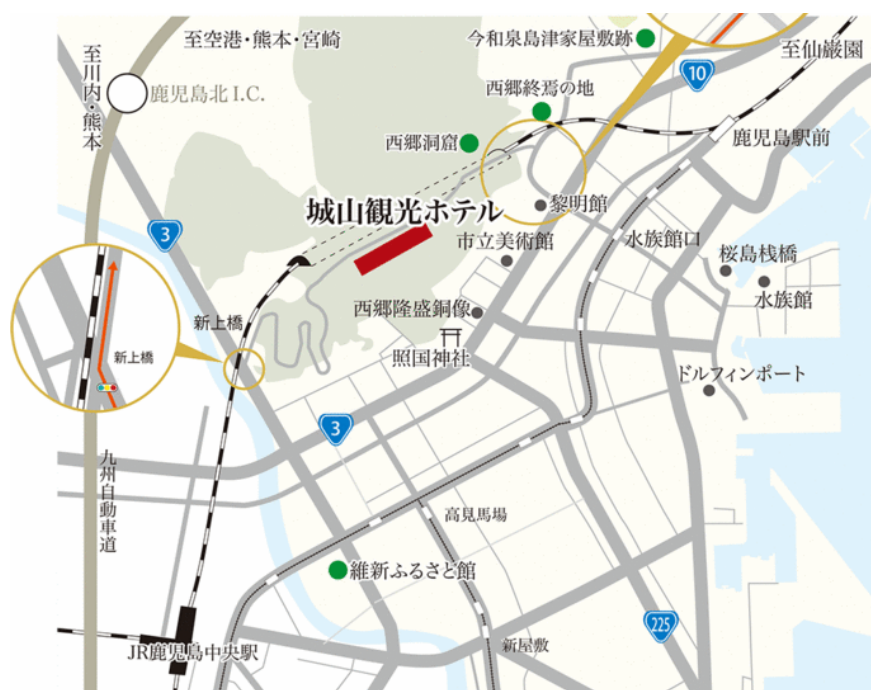 至空港・熊本・宮崎
今和泉島津家屋敷跡
至仙巌園
至川内・熊本
鹿児島北I.C.
10
西郷終焉の地
西郷洞窟
鹿児島駅前
黎明館
城山観光ホテル
3
市立美術館
水族館口
桜島桟橋
水族館
西郷隆盛銅像
新上橋
新上橋
照国神社
ドルフィンポート
3
九州自動車道
高見馬場
維新ふるさと館
225
JR鹿児島中央駅
新屋敷